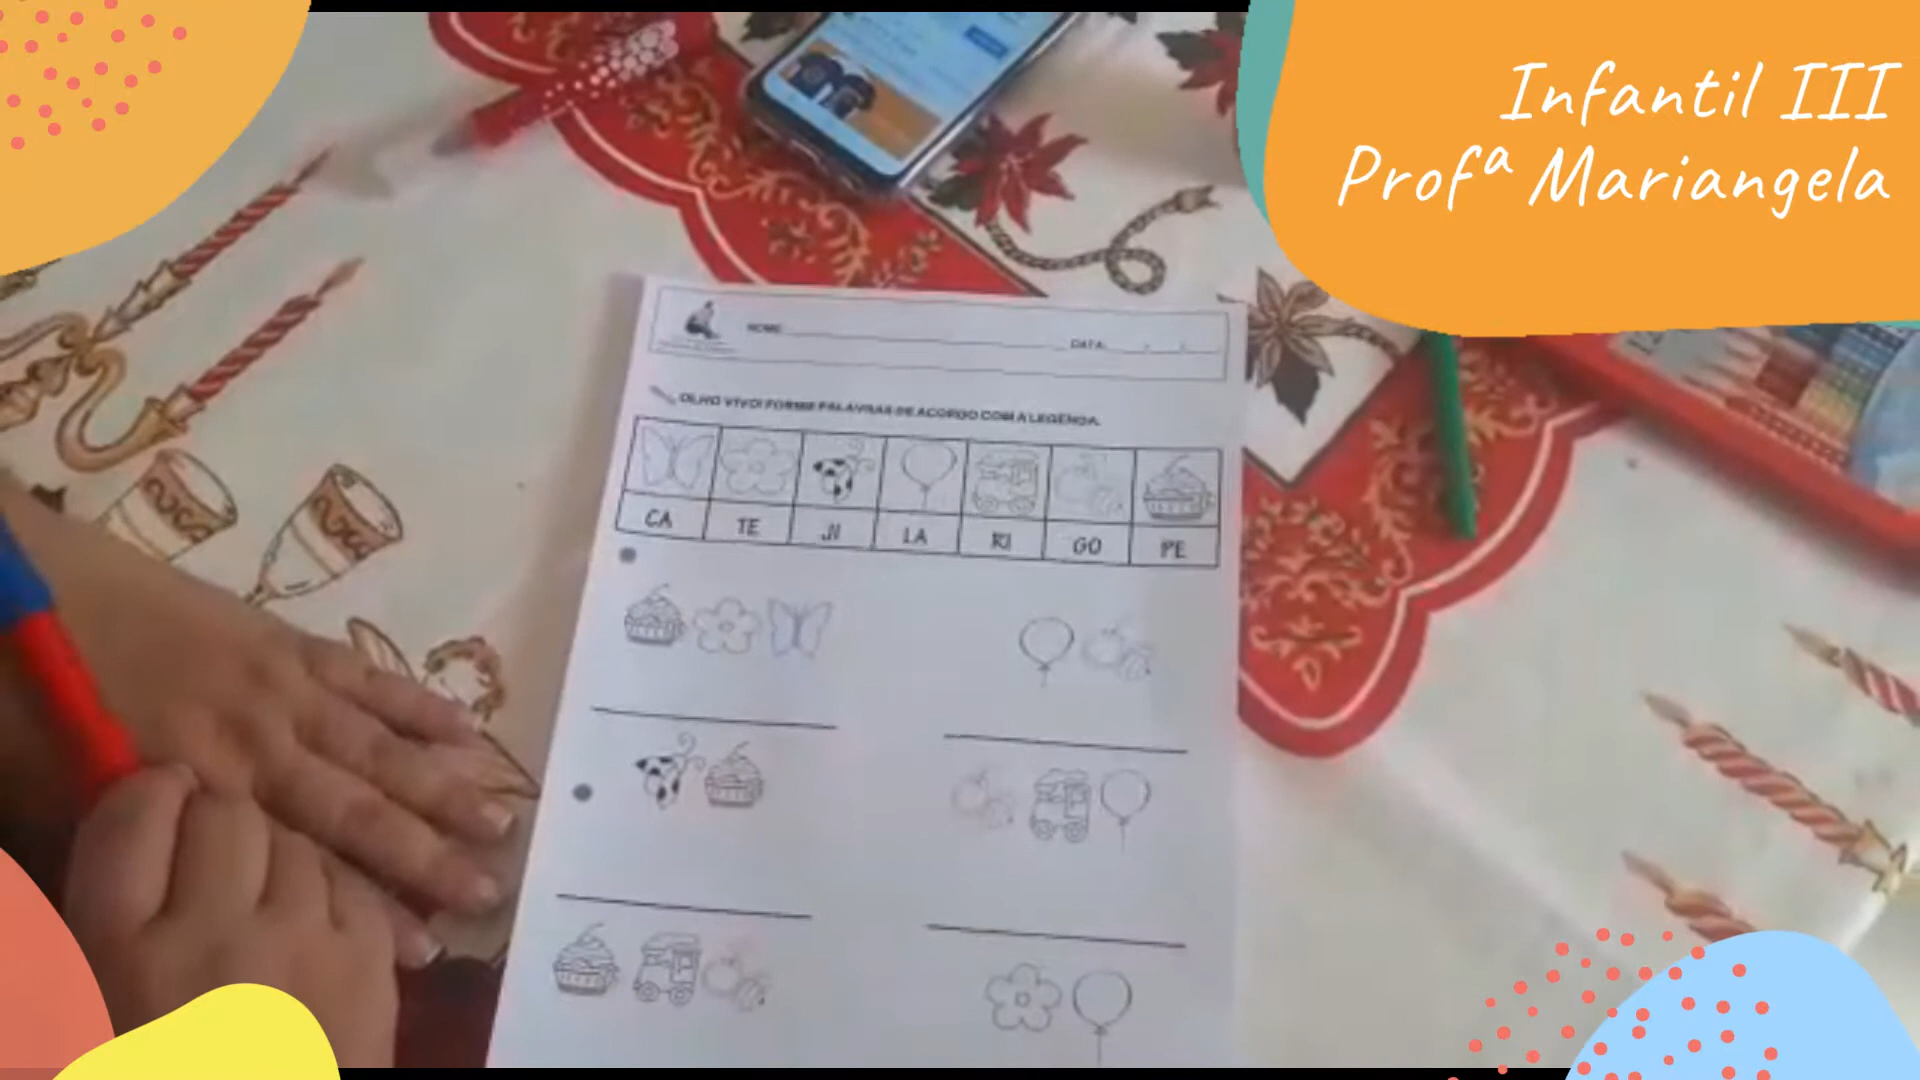 Infantil III
Profª Mariangela
NOME
DATA:
OLHO VIVO! FORME PALAVRAS DE ACORDO COM A LEGENDA.
CA TE JI LA RI GO PE